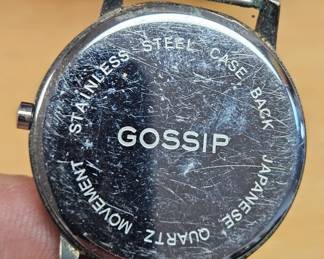 STAINLESS STEEL CASE BACK
GOSSIP
JAPANESE QUARTZ MOVEMENT